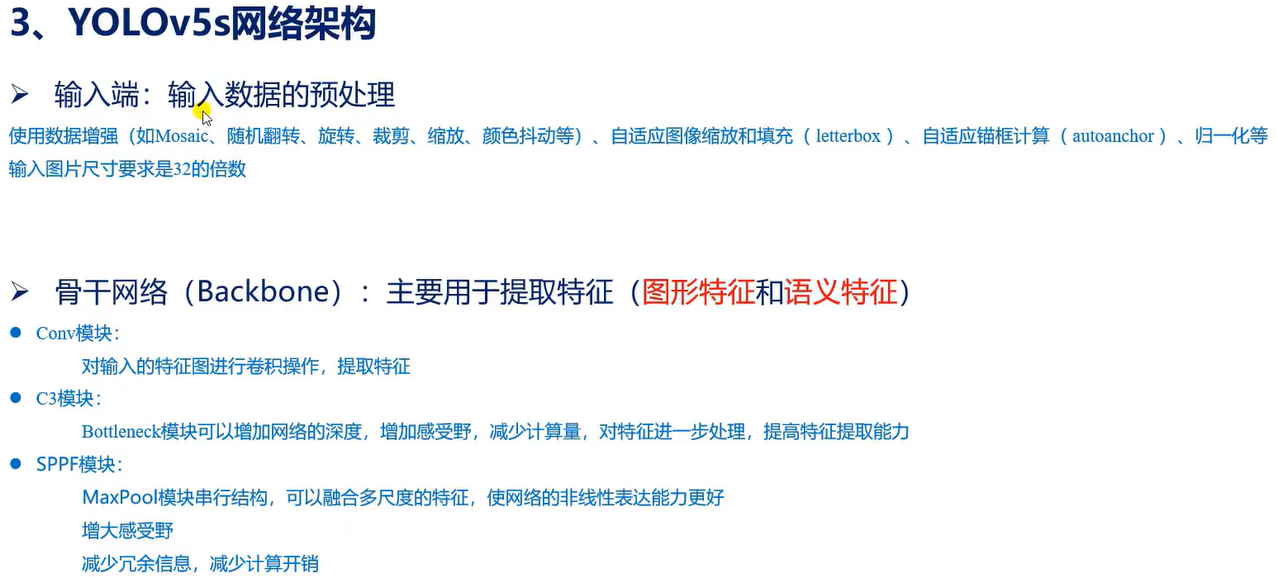 3、YOLOv5s网络架构
输入端：输入数据的预处理
使用数据增强（如Mosaic、随机翻转、旋转、裁剪、缩放、颜色抖动等）、自适应图像缩放和填充（ letterbox ）、自适应锚框计算（ autoanchor ）、归一化等
输入图片尺寸要求是32的倍数
骨干网络（Backbone）：主要用于提取特征（图形特征和语义特征）
Conv模块：
对输入的特征图进行卷积操作，提取特征
C3模块：
Bottleneck模块可以增加网络的深度，增加感受野，减少计算量，对特征进一步处理，提高特征提取能力
SPPF模块：
MaxPool模块串行结构，可以融合多尺度的特征，使网络的非线性表达能力更好
增大感受野
减少冗余信息，减少计算开销